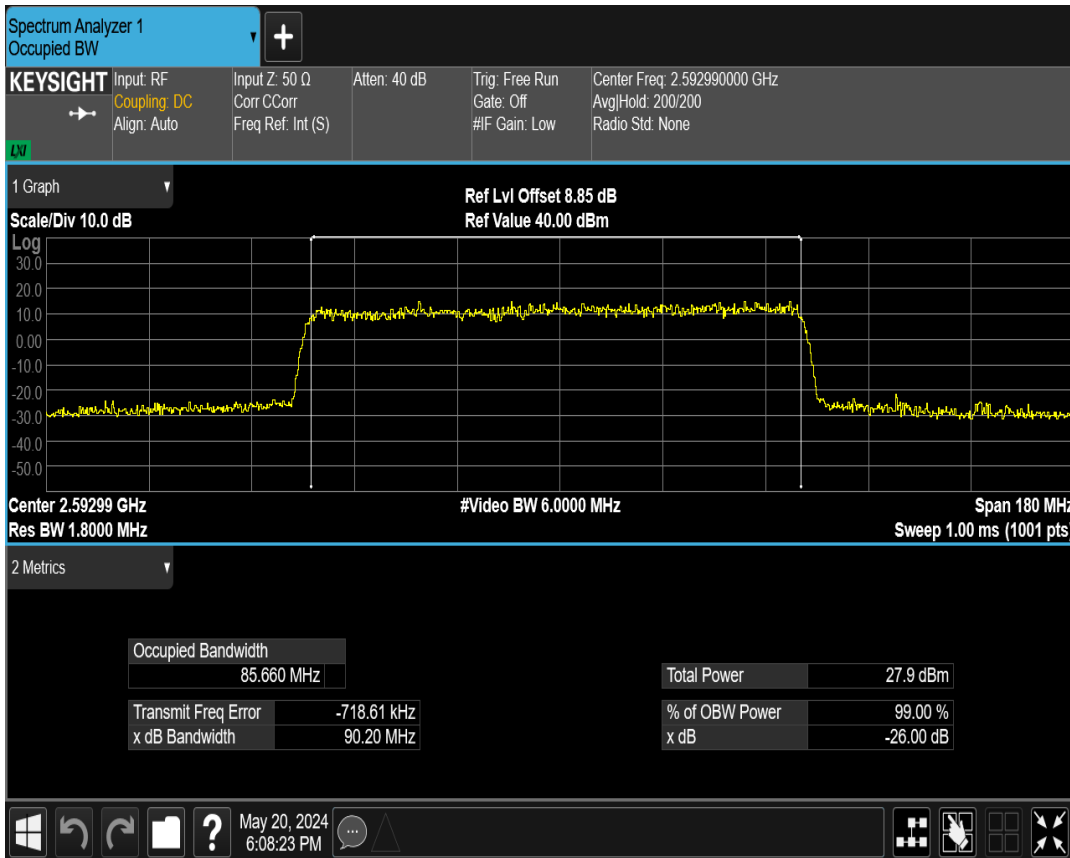 Spectrum Analyzer 1
Occupied BW
+
KEYSIGHT
LXI
Input: RF
Coupling: DC
Align: Auto
Input Z: 50 Ω
Corr CCorr
Freq Ref: Int (S)
Atten: 40 dB
Trig: Free Run
Gate: Off
#IF Gain: Low
Center Freq: 2.592990000 GHz
Avg|Hold: 200/200
Radio Std: None
1 Graph
Ref Lvl Offset 8.85 dB
Scale/Div 10.0 dB
Ref Value 40.00 dBm
Log
30.0
20.0
10.0
0.00
-10.0
-20.0
-30.0
-40.0
-50.0
Center 2.59299 GHz
#Video BW 6.0000 MHz
Span 180 MHz
Res BW 1.8000 MHz
Sweep 1.00 ms (1001 pts)
2 Metrics
Occupied Bandwidth
85.660 MHz
Total Power 27.9 dBm
Transmit Freq Error -718.61 kHz
% of OBW Power 99.00 %
x dB Bandwidth 90.20 MHz
x dB -26.00 dB
?
May 20, 2024
6:08:23 PM